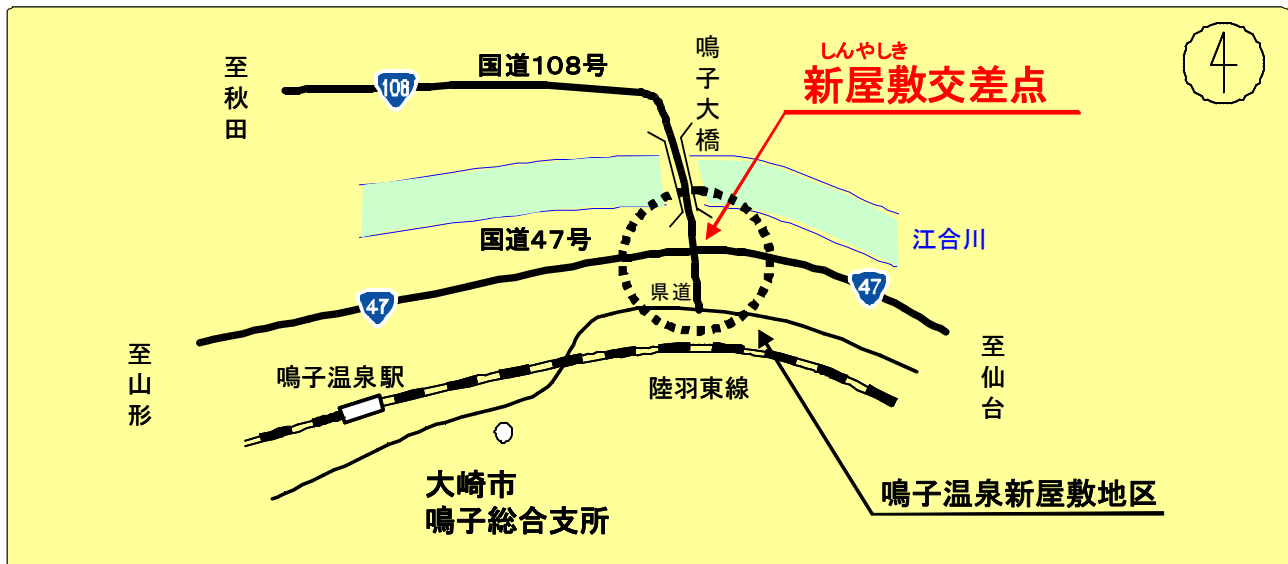 至秋田
108
国道108号
鳴子大橋
しんやしき
新屋敷交差点
江合川
国道47号
47
47
県道
至山形
鳴子温泉駅
陸羽東線
至仙台
大崎市
鳴子総合支所
鳴子温泉新屋敷地区